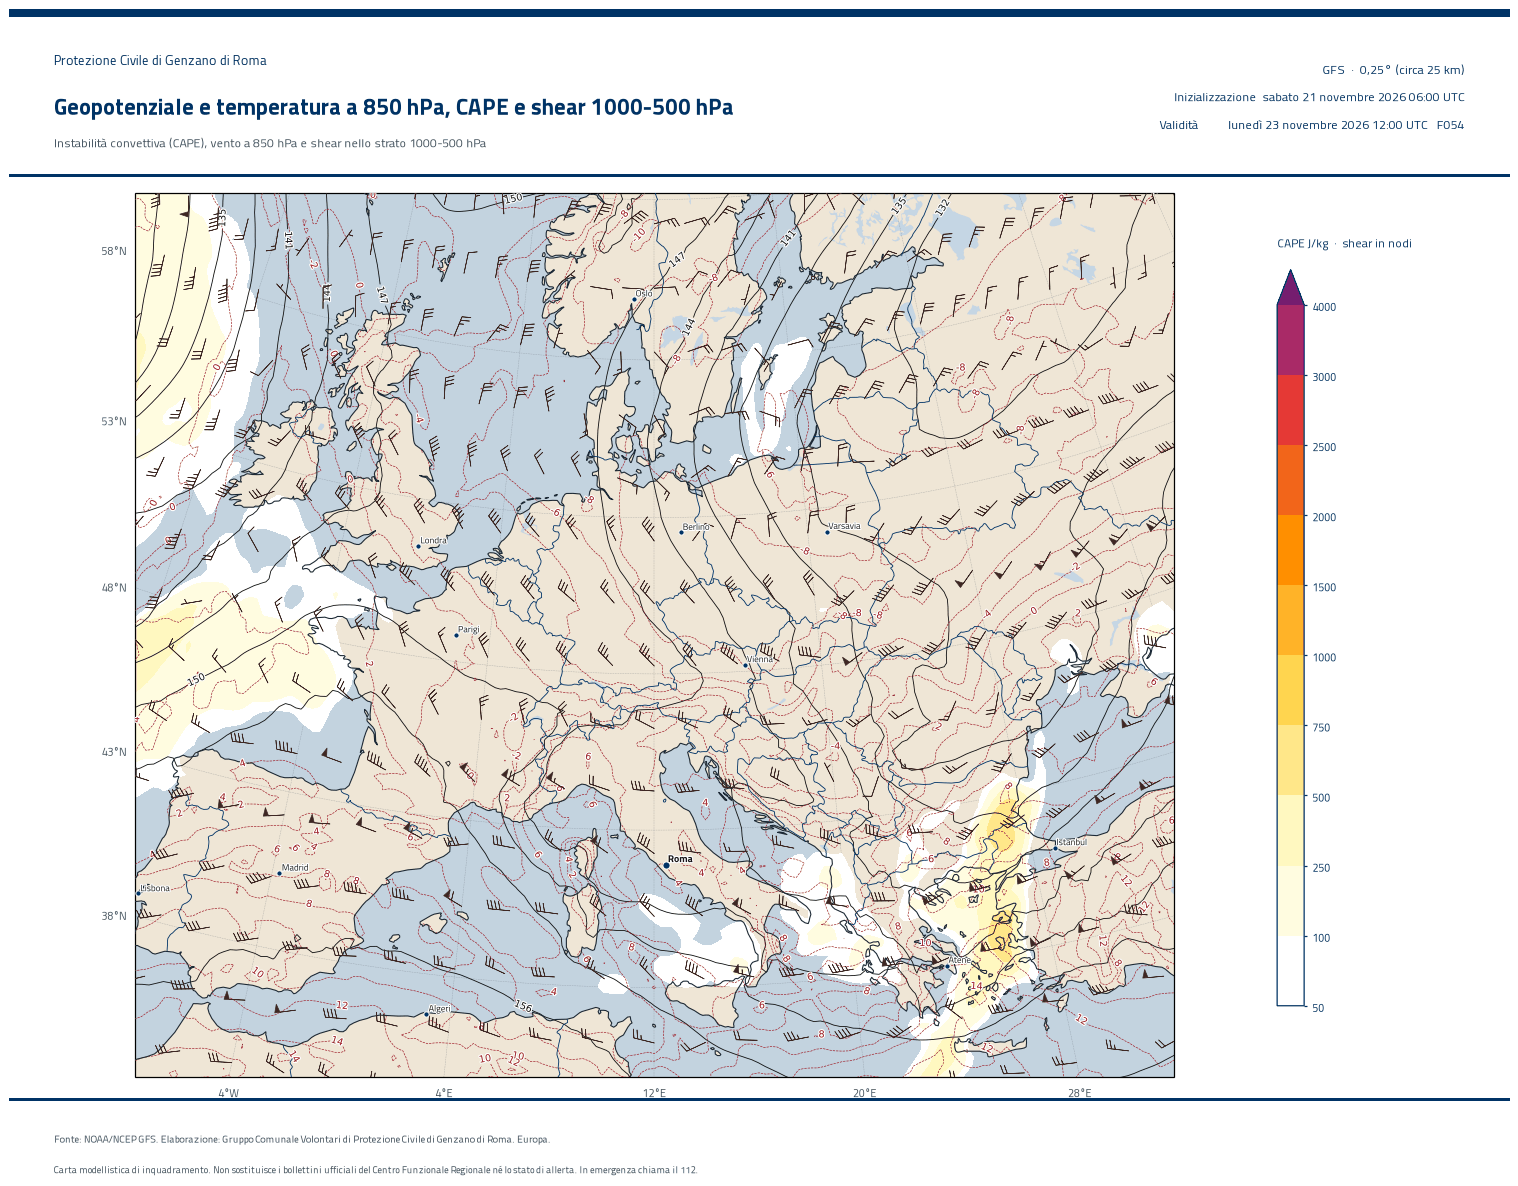 Protezione Civile di Genzano di Roma
Geopotenziale e temperatura a 850 hPa, CAPE e shear 1000-500 hPa
Instabilità convettiva (CAPE), vento a 850 hPa e shear nello strato 1000-500 hPa
GFS · 0,25° (circa 25 km)
Inizializzazione sabato 21 novembre 2026 06:00 UTC
Validità lunedì 23 novembre 2026 12:00 UTC F054
CAPE J/kg · shear in nodi
4000
3000
2500
2000
1500
1000
750
500
250
100
50
58°N
53°N
48°N
43°N
38°N
4°W
4°E
12°E
20°E
28°E
Oslo
Londra
Berlino
Varsavia
Parigi
Vienna
Roma
Istanbul
Madrid
Lisbona
Atene
Algeri
150
135
141
147
147
141
135
132
144
150
156
Fonte: NOAA/NCEP GFS. Elaborazione: Gruppo Comunale Volontari di Protezione Civile di Genzano di Roma. Europa.
Carta modellistica di inquadramento. Non sostituisce i bollettini ufficiali del Centro Funzionale Regionale né lo stato di allerta. In emergenza chiama il 112.